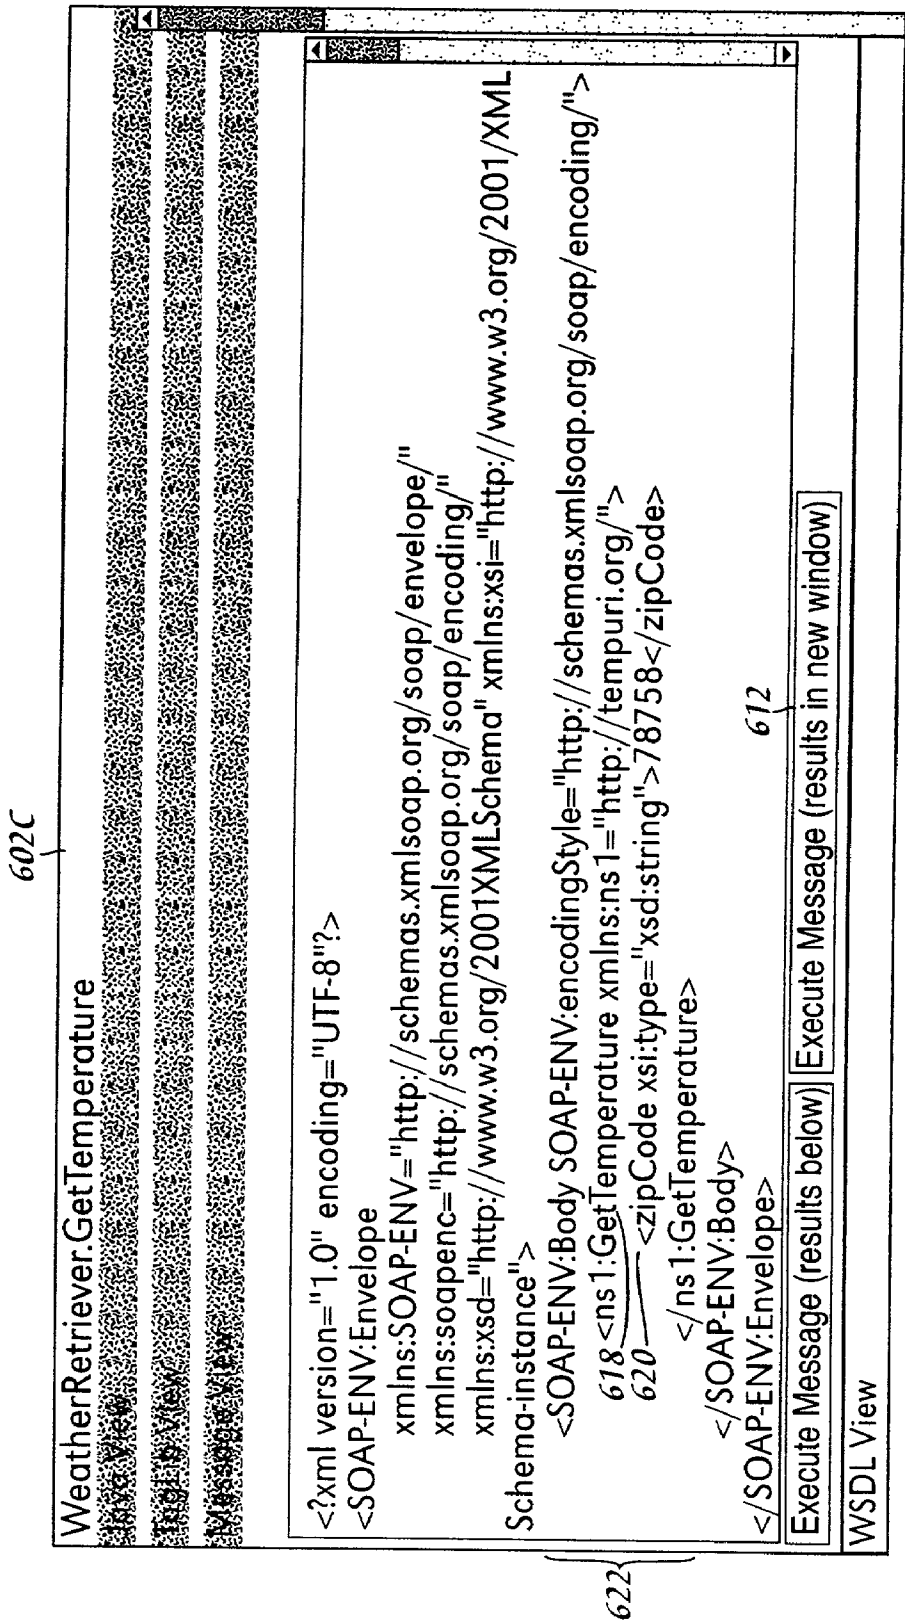 602C
WeatherRetriever.GetTemperature
Java View
TagLib View
Message View
<?xml version="1.0" encoding="UTF-8"?>
<SOAP-ENV:Envelope
xmlns:SOAP-ENV="http://schemas.xmlsoap.org/soap/envelope/"
xmlns:soapenc="http://schemas.xmlsoap.org/soap/encoding/"
xmlns:xsd="http://www.w3.org/2001XMLSchema" xmlns:xsi="http://www.w3.org/2001/XML
Schema-instance">
<SOAP-ENV:Body SOAP-ENV:encodingStyle="http://schemas.xmlsoap.org/soap/encoding/">
618 <ns1:GetTemperature xmlns:ns1="http://tempuri.org/">
620 <zipCode xsi:type="xsd:string">78758</zipCode>
</ns1:GetTemperature>
622
</SOAP-ENV:Body>
</SOAP-ENV:Envelope>
612
Execute Message (results below) Execute Message (results in new window)
WSDL View